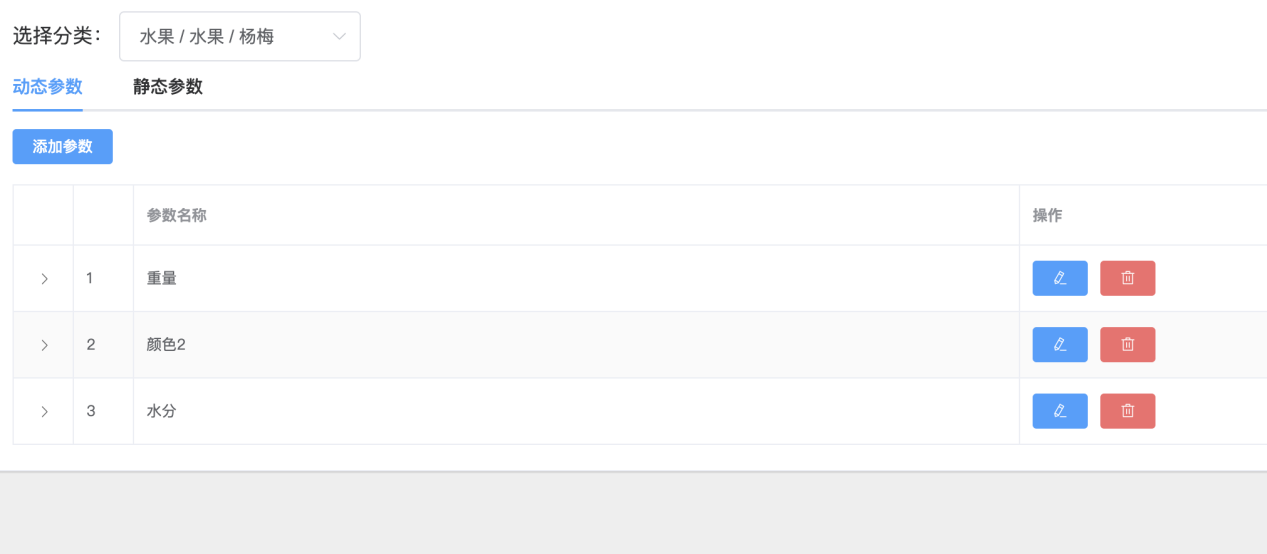 选择分类： 水果 / 水果 / 杨梅
动态参数 静态参数
添加参数
参数名称 操作
1 重量
2 颜色2
3 水分